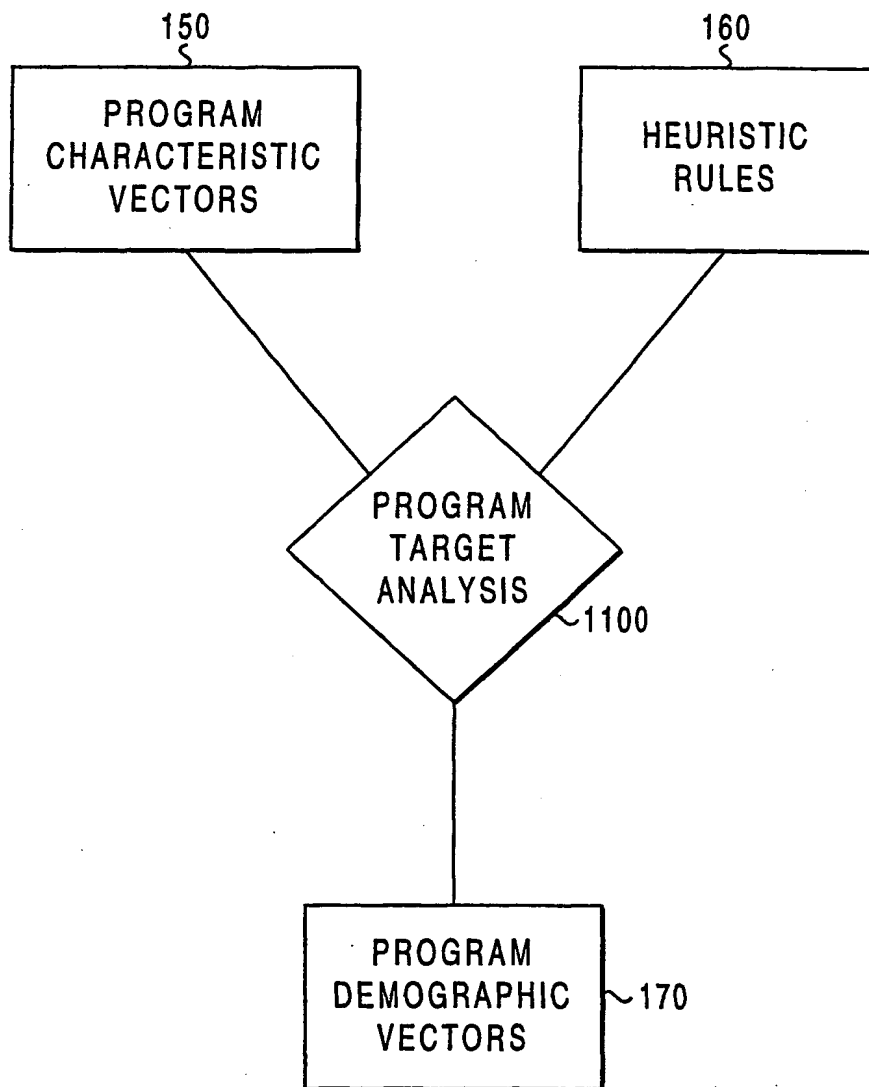 150
160
PROGRAM
CHARACTERISTIC
VECTORS
HEURISTIC
RULES
PROGRAM
TARGET
ANALYSIS
1100
PROGRAM
DEMOGRAPHIC
VECTORS
170